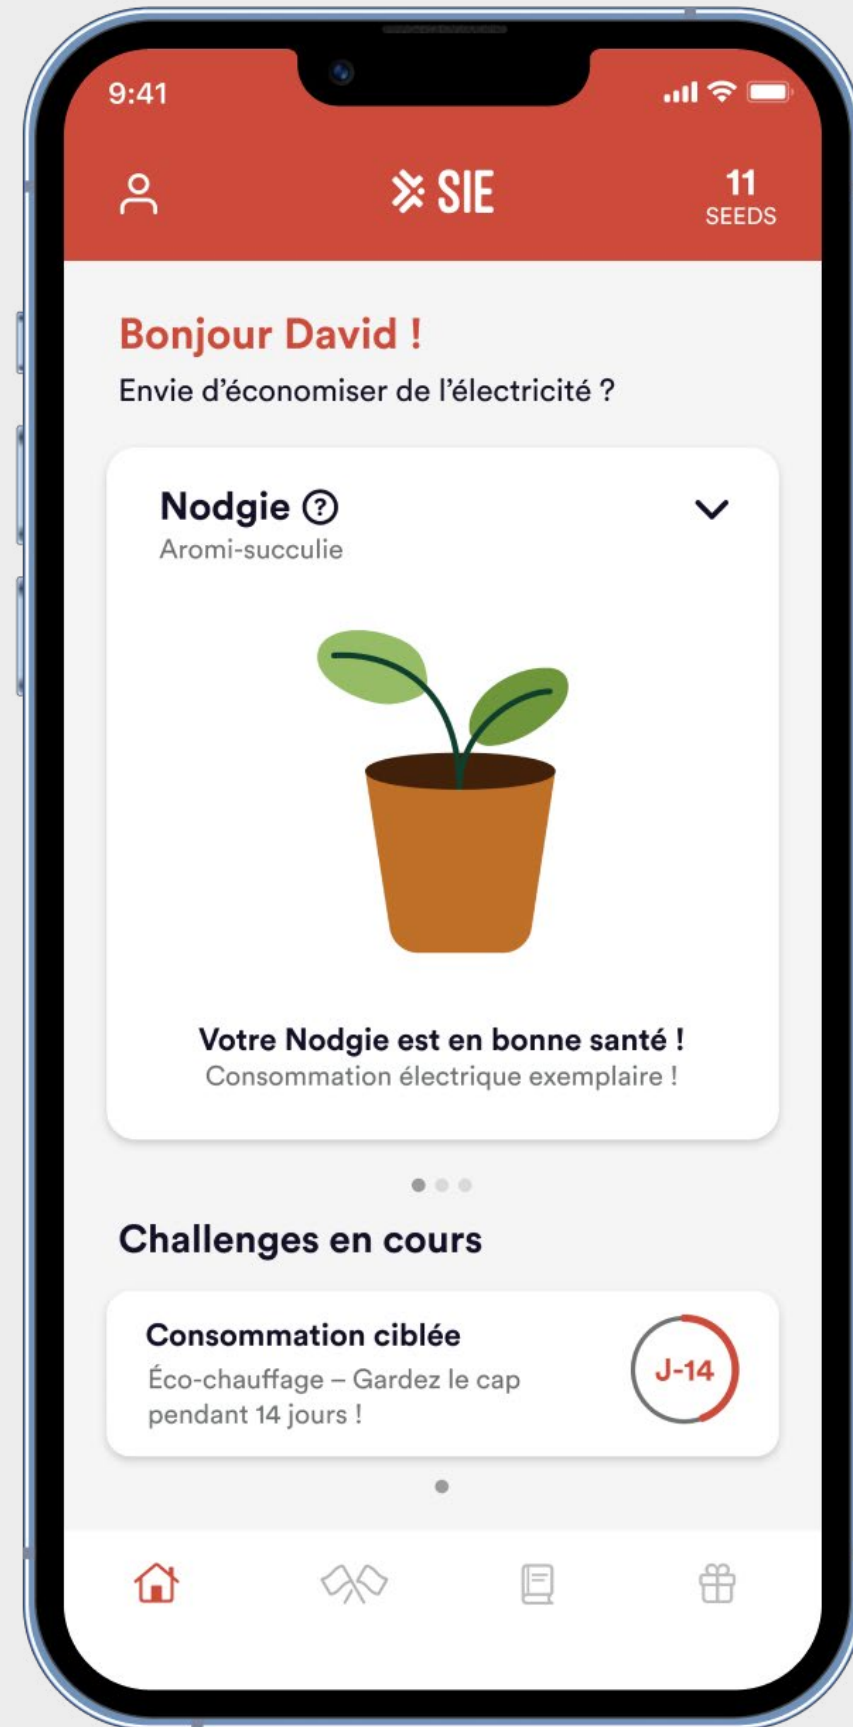 9:41
SIE
11
SEEDS
Bonjour David !
Envie d’économiser de l’électricité ?
Nodgie ?
Aromi-succulie
Votre Nodgie est en bonne santé !
Consommation électrique exemplaire !
Challenges en cours
Consommation ciblée
Éco-chauffage – Gardez le cap
pendant 14 jours !
J-14